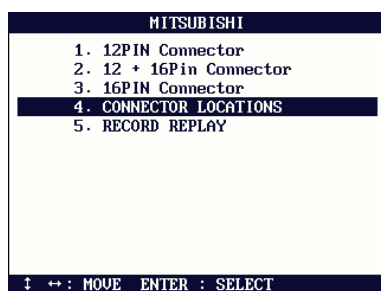 MITSUBISHI
1. 12PIN Connector
2. 12 + 16Pin Connector
3. 16PIN Connector
4. CONNECTOR LOCATIONS
5. RECORD REPLAY
↕ ↔: MOVE ENTER : SELECT